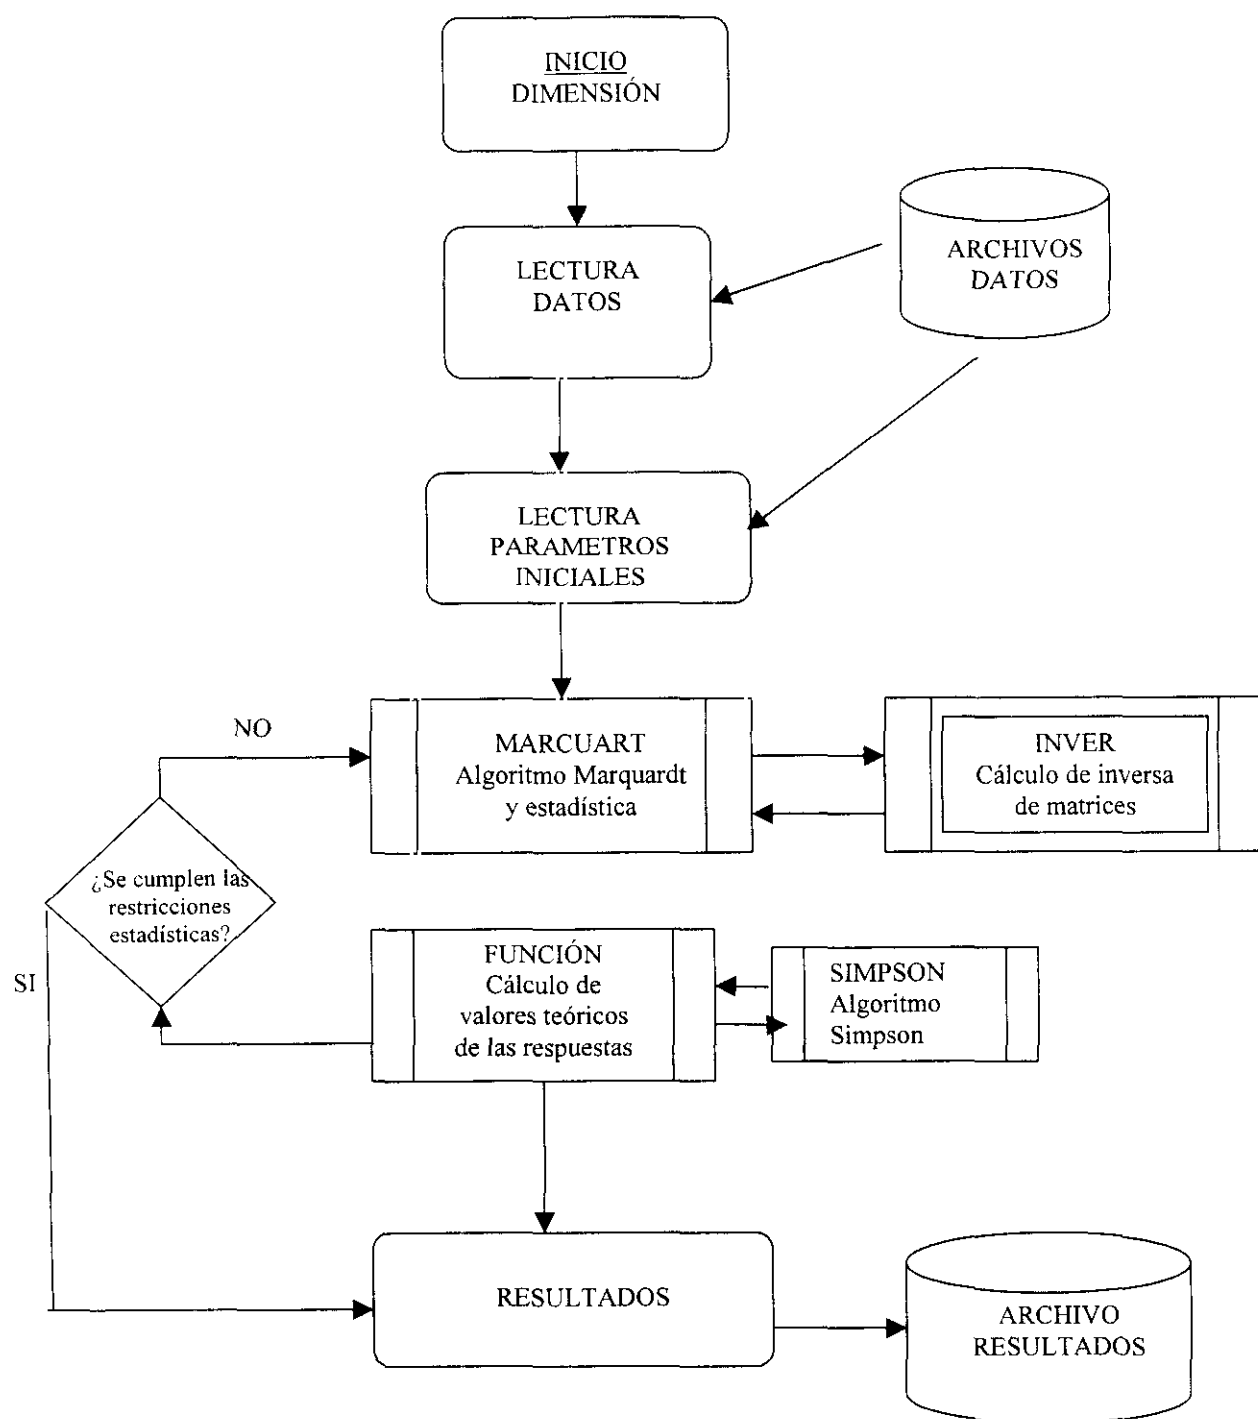 INICIO
DIMENSIÓN
LECTURA
DATOS
ARCHIVOS
DATOS
LECTURA
PARAMETROS
INICIALES
NO
MARCUART
Algoritmo Marquardt
y estadística
INVER
Cálculo de inversa
de matrices
¿Se cumplen las
restricciones
estadísticas?
SI
FUNCIÓN
Cálculo de
valores teóricos
de las respuestas
SIMPSON
Algoritmo
Simpson
RESULTADOS
ARCHIVO
RESULTADOS